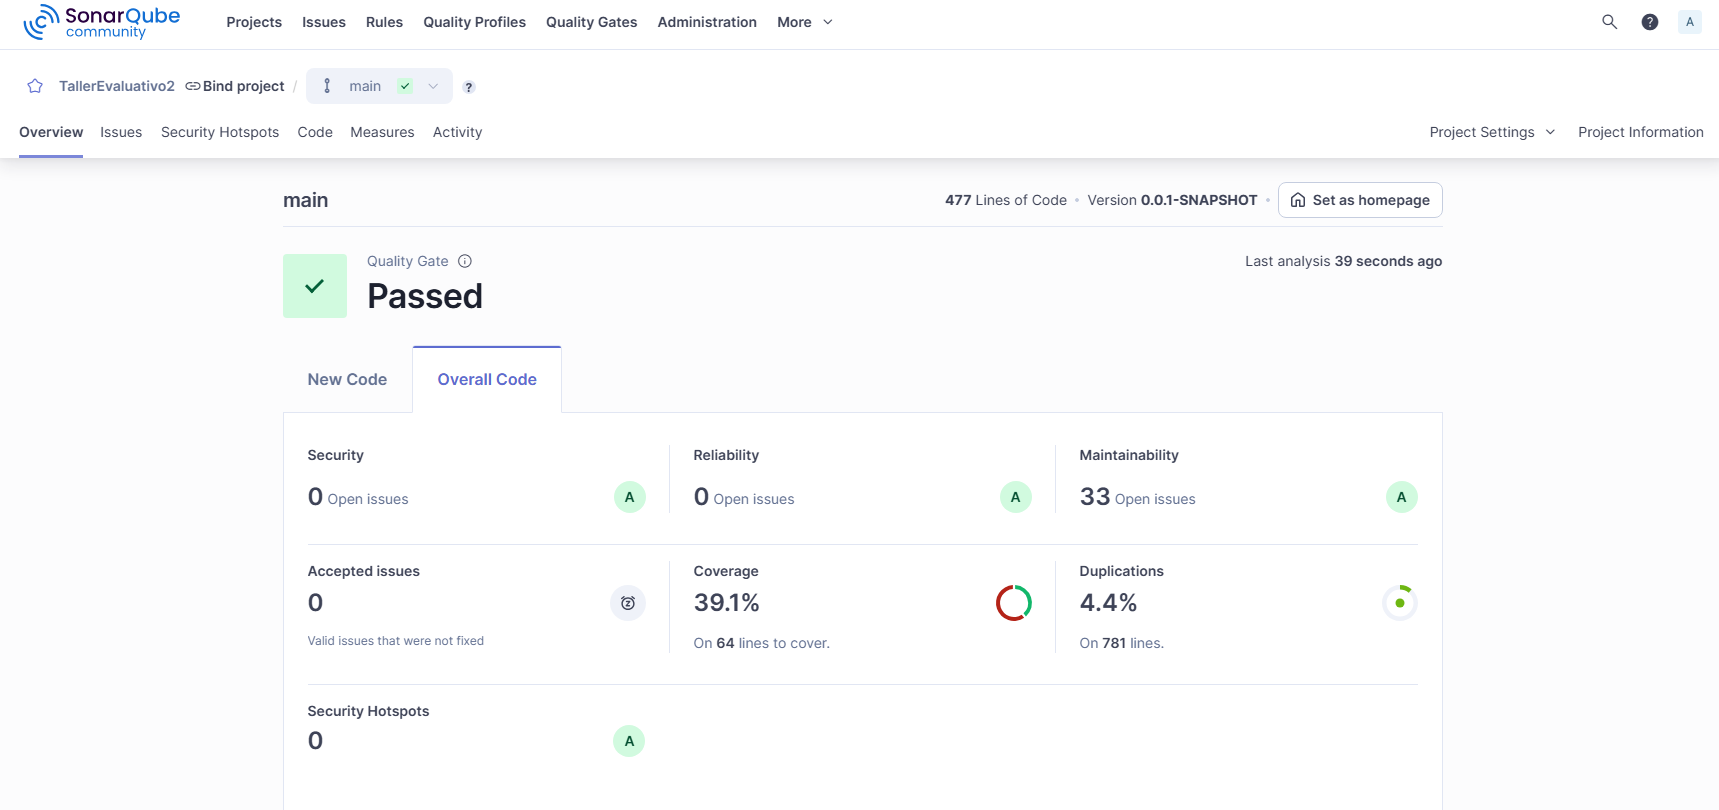 SonarQube community
Projects Issues Rules Quality Profiles Quality Gates Administration More ? A
TallerEvaluativo2 Bind project / main ?
Overview Issues Security Hotspots Code Measures Activity Project Settings Project Information
main 477 Lines of Code • Version 0.0.1-SNAPSHOT • Set as homepage
Quality Gate Last analysis 39 seconds ago
Passed
New Code Overall Code
Security Reliability Maintainability
0 Open issues A 0 Open issues A 33 Open issues A
Accepted issues Coverage Duplications
0 39.1% 4.4%
Valid issues that were not fixed On 64 lines to cover. On 781 lines.
Security Hotspots
0 A